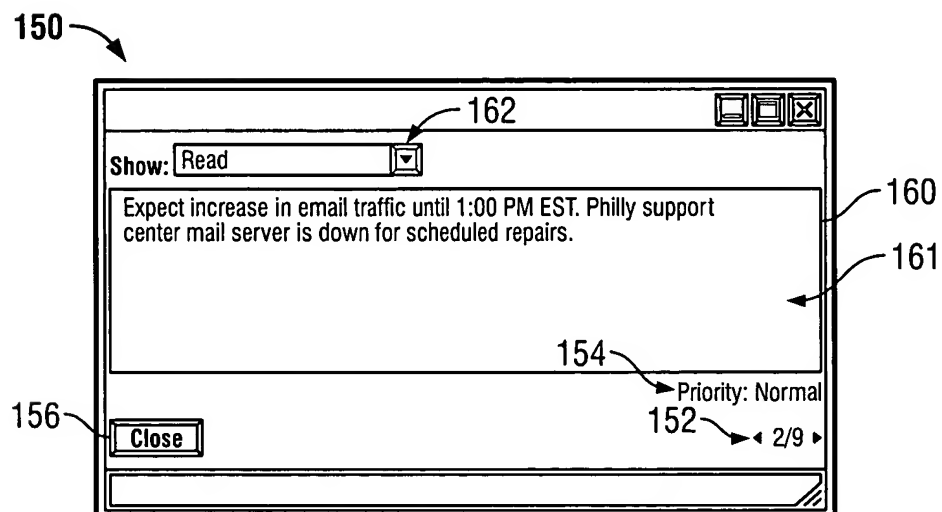 150
162
Show: Read
Expect increase in email traffic until 1:00 PM EST. Philly support
center mail server is down for scheduled repairs.
160
161
154
Priority: Normal
156
Close
152
2/9